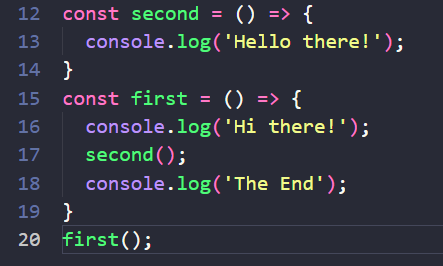 12 const second = () => {
13   console.log('Hello there!');
14 }
15 const first = () => {
16   console.log('Hi there!');
17   second();
18   console.log('The End');
19 }
20 first();